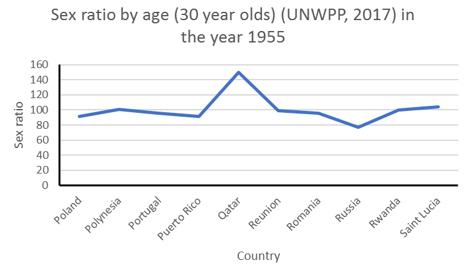 Sex ratio by age (30 year olds) (UNWPP, 2017) in
the year 1955
160
140
120
100
80
60
40
20
0
Sex ratio
Poland
Polynesia
Portugal
Puerto Rico
Qatar
Reunion
Romania
Russia
Rwanda
Saint Lucia
Country